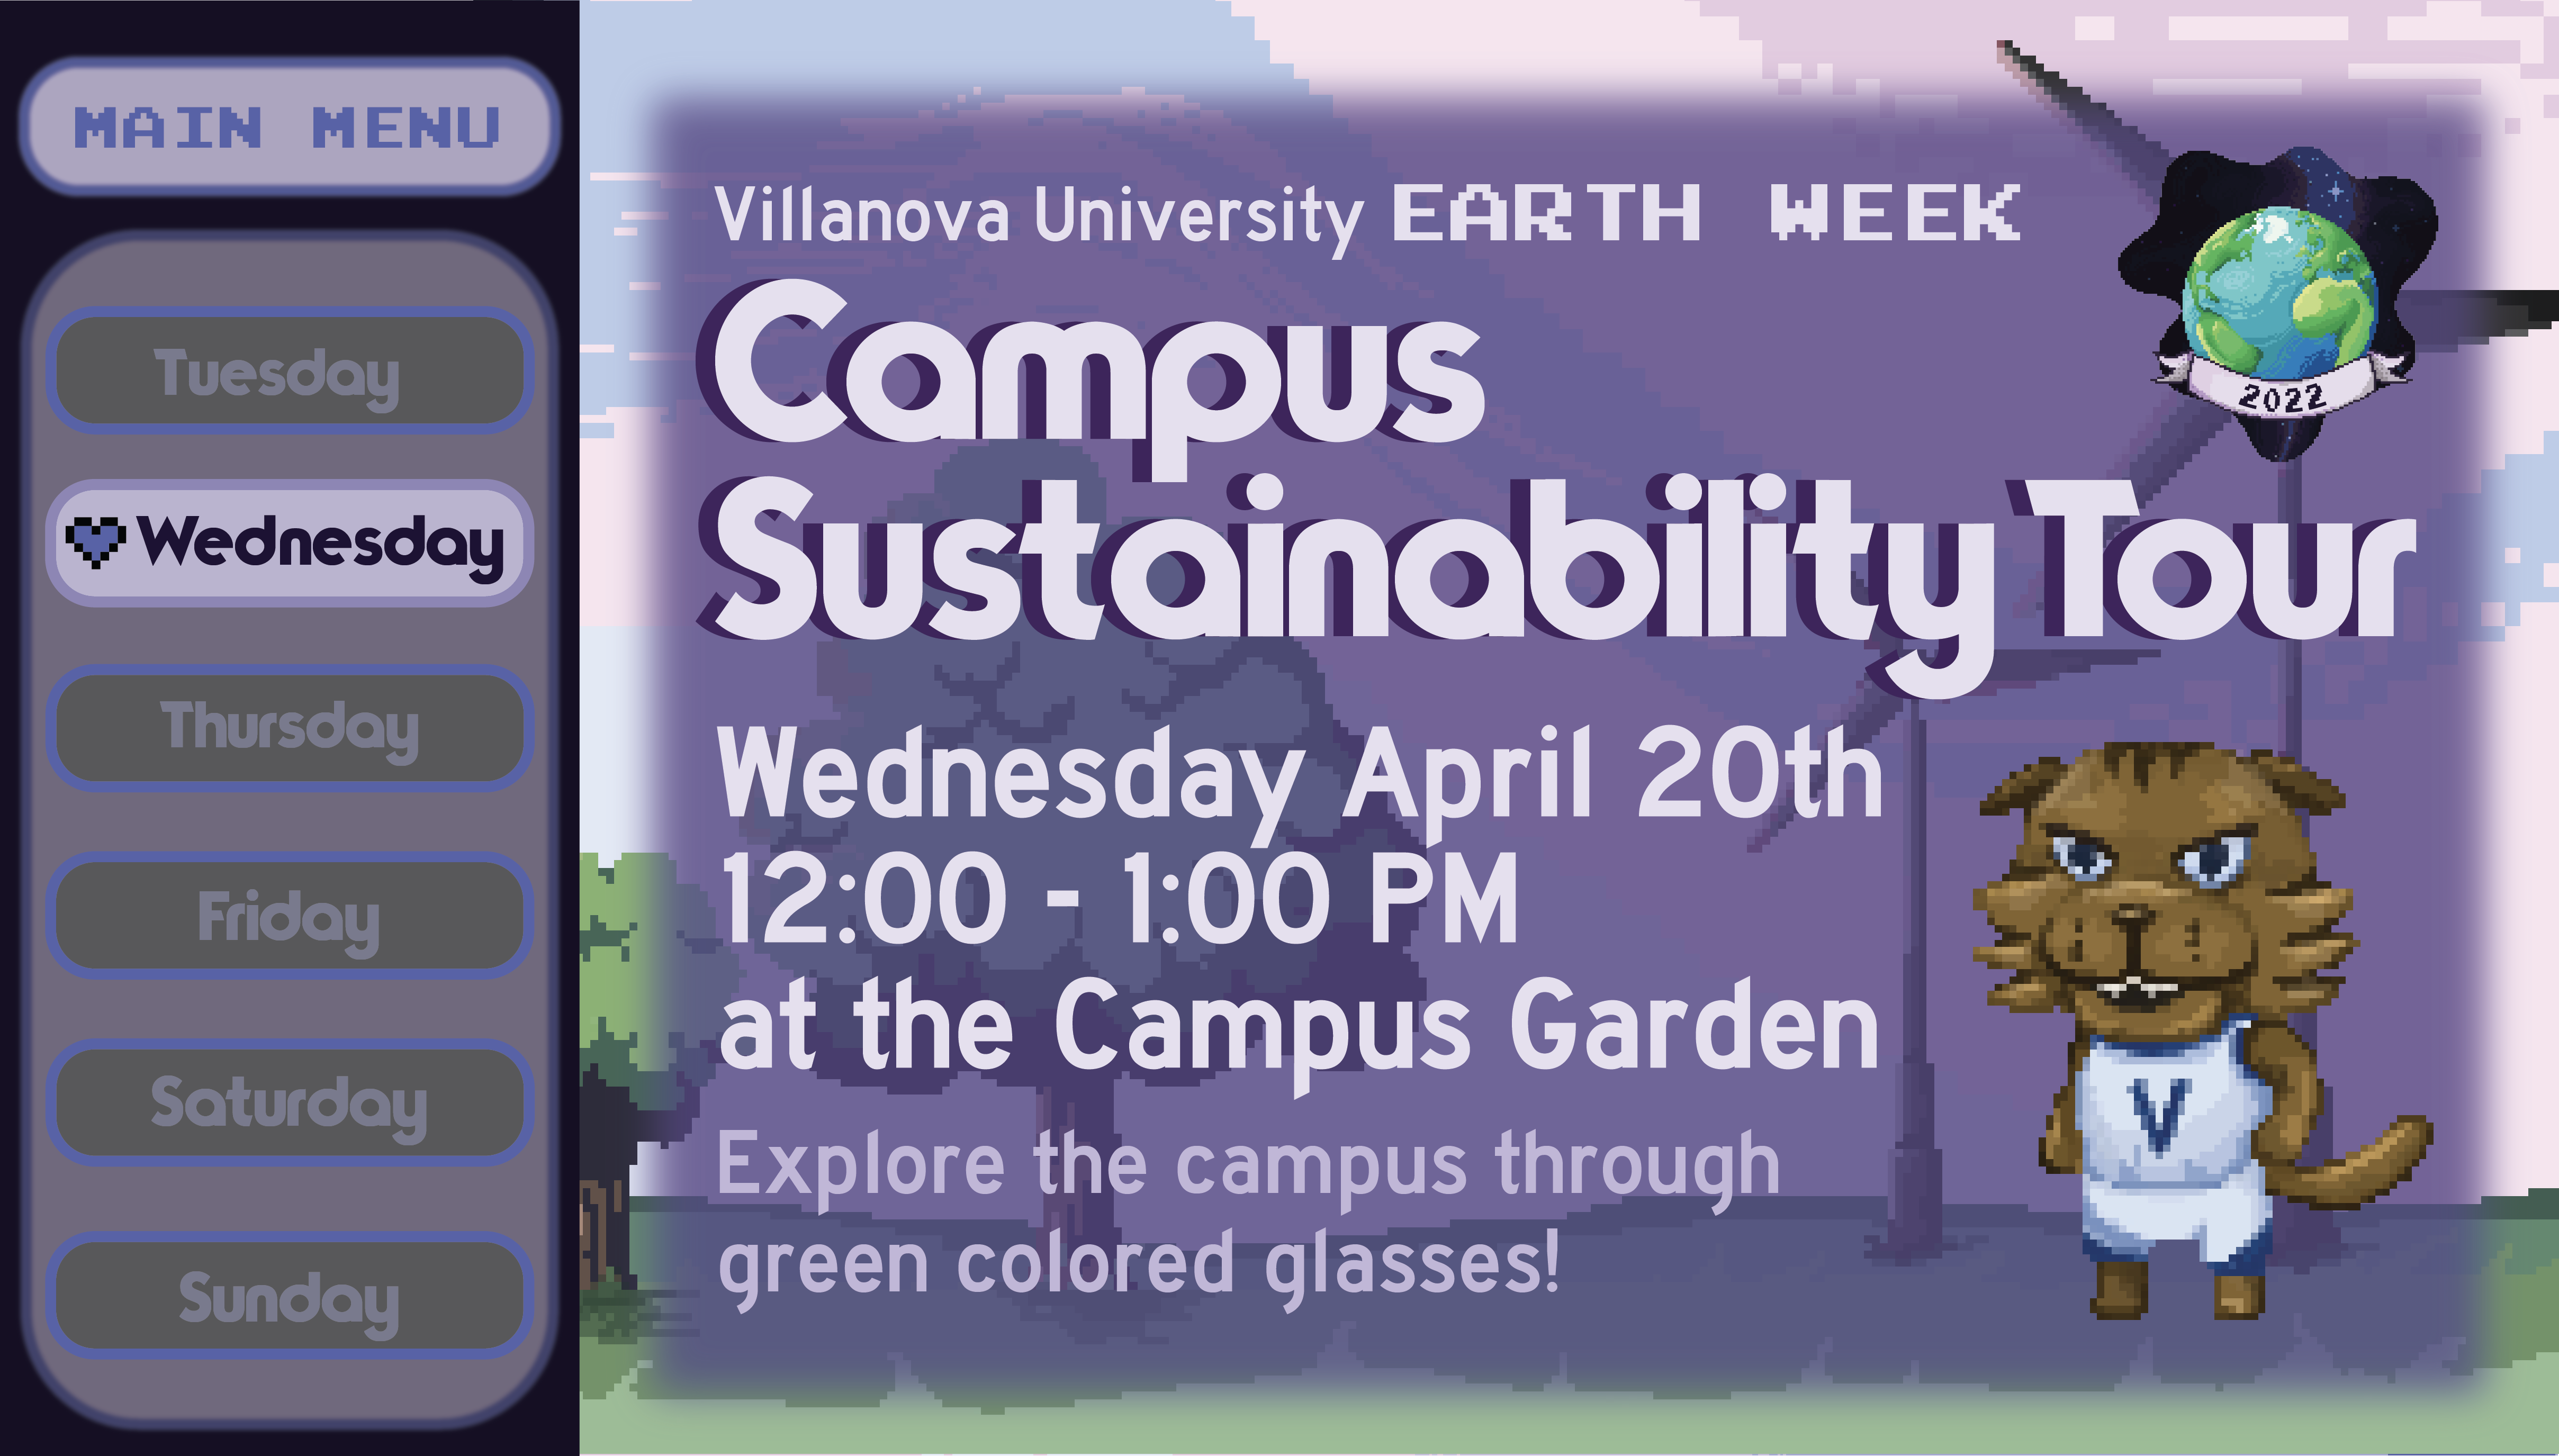 MAIN MENU
Tuesday
Wednesday
Thursday
Friday
Saturday
Sunday
Villanova University EARTH WEEK
Campus
Sustainability Tour
2022
Wednesday April 20th
12:00 - 1:00 PM
at the Campus Garden
V
Explore the campus through
green colored glasses!